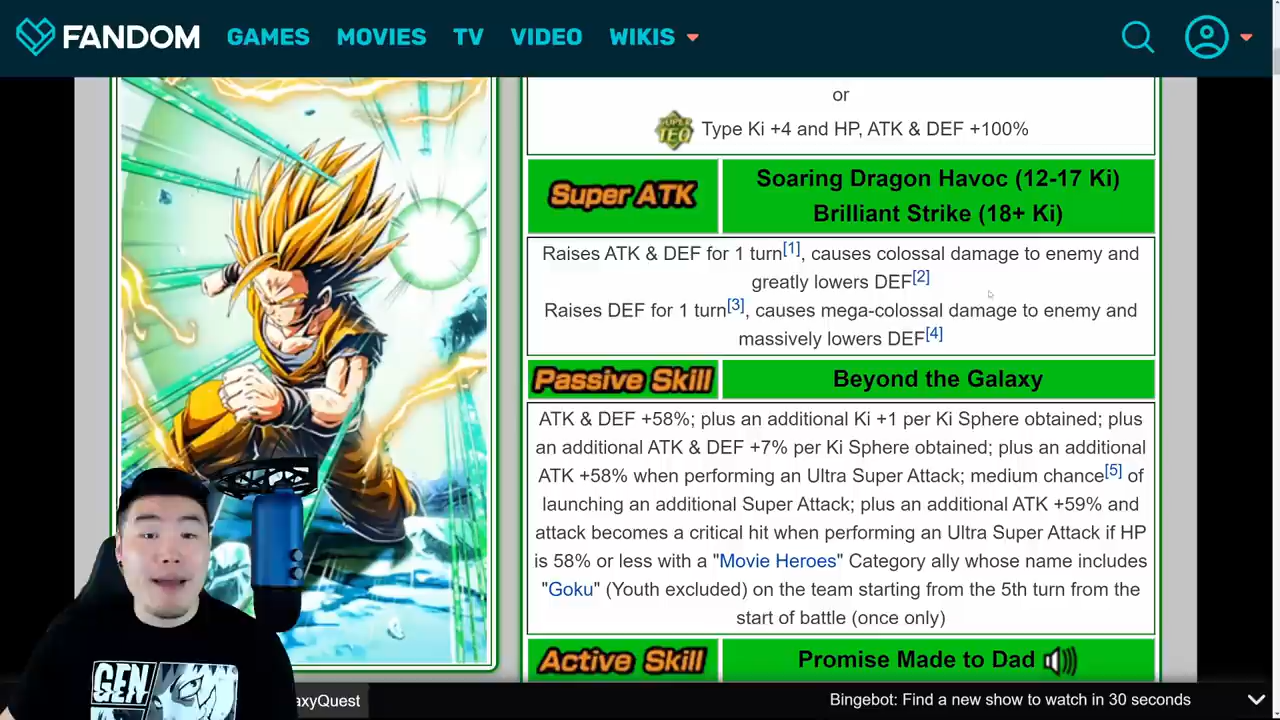 FANDOM GAMES MOVIES TV VIDEO WIKIS
or
SUPER TEQ Type Ki +4 and HP, ATK & DEF +100%
Super ATK
Soaring Dragon Havoc (12-17 Ki)
Brilliant Strike (18+ Ki)
Raises ATK & DEF for 1 turn[1], causes colossal damage to enemy and
greatly lowers DEF[2]
Raises DEF for 1 turn[3], causes mega-colossal damage to enemy and
massively lowers DEF[4]
Passive Skill Beyond the Galaxy
ATK & DEF +58%; plus an additional Ki +1 per Ki Sphere obtained; plus
an additional ATK & DEF +7% per Ki Sphere obtained; plus an additional
ATK +58% when performing an Ultra Super Attack; medium chance[5] of
launching an additional Super Attack; plus an additional ATK +59% and
attack becomes a critical hit when performing an Ultra Super Attack if HP
is 58% or less with a "Movie Heroes" Category ally whose name includes
"Goku" (Youth excluded) on the team starting from the 5th turn from the
start of battle (once only)
Active Skill Promise Made to Dad
GEN
axyQuest
Bingebot: Find a new show to watch in 30 seconds